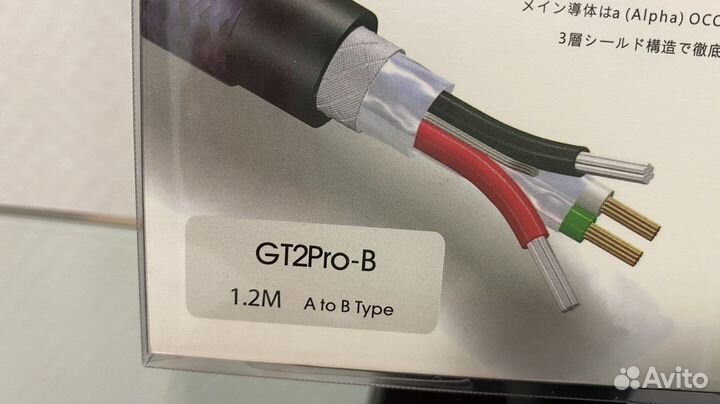 メイン導体はa (Alpha) OCC
3層シールド構造で徹底
GT2Pro-B
1.2M A to B Type
Avito